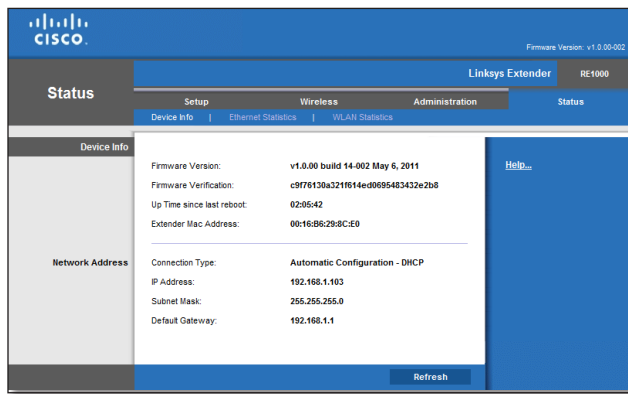 CISCO.
Firmware Version: v1.0.00-002
Linksys Extender RE1000
Status
Setup Wireless Administration Status
Device Info | Ethernet Statistics | WLAN Statistics
Device Info
Firmware Version: v1.0.00 build 14-002 May 6, 2011
Help...
Firmware Verification: c9f76130a321f614ed0695483432e2b8
Up Time since last reboot: 02:05:42
Extender Mac Address: 00:16:B6:29:8C:E0
Network Address
Connection Type: Automatic Configuration - DHCP
IP Address: 192.168.1.103
Subnet Mask: 255.255.255.0
Default Gateway: 192.168.1.1
Refresh